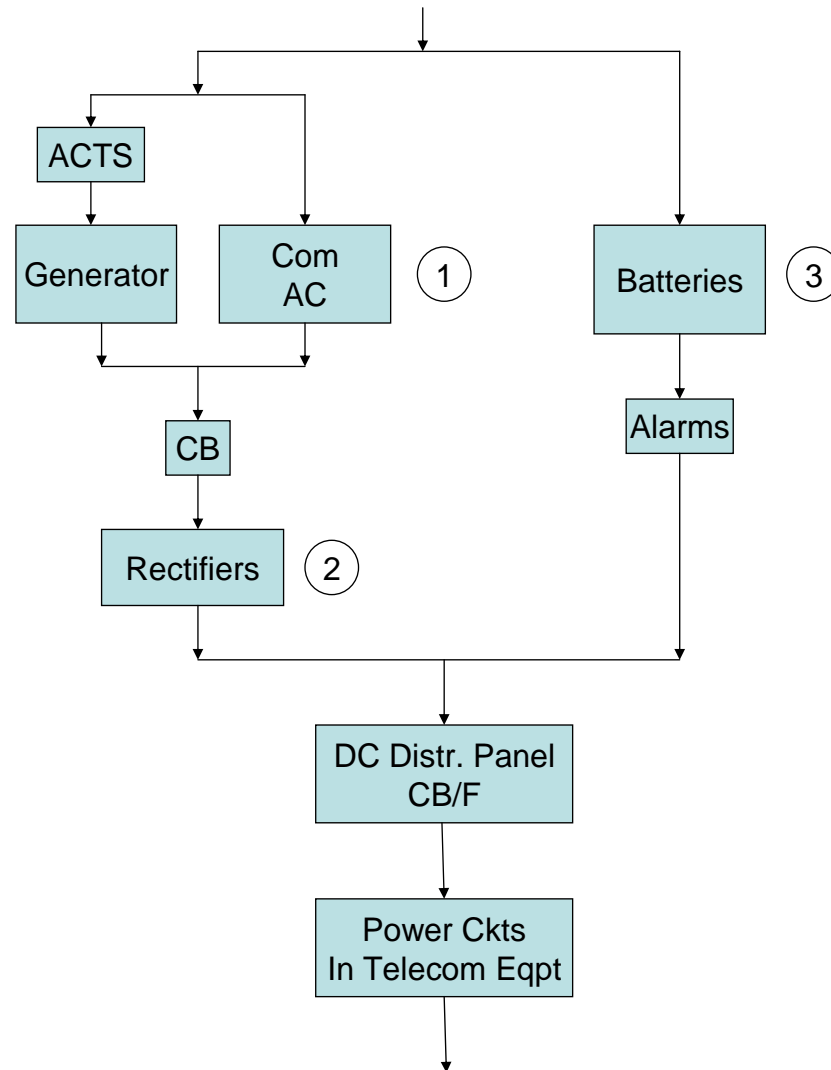 ACTS
Generator
Com
AC
1
Batteries
3
Alarms
CB
Rectifiers
2
DC Distr. Panel
CB/F
Power Ckts
In Telecom Eqpt